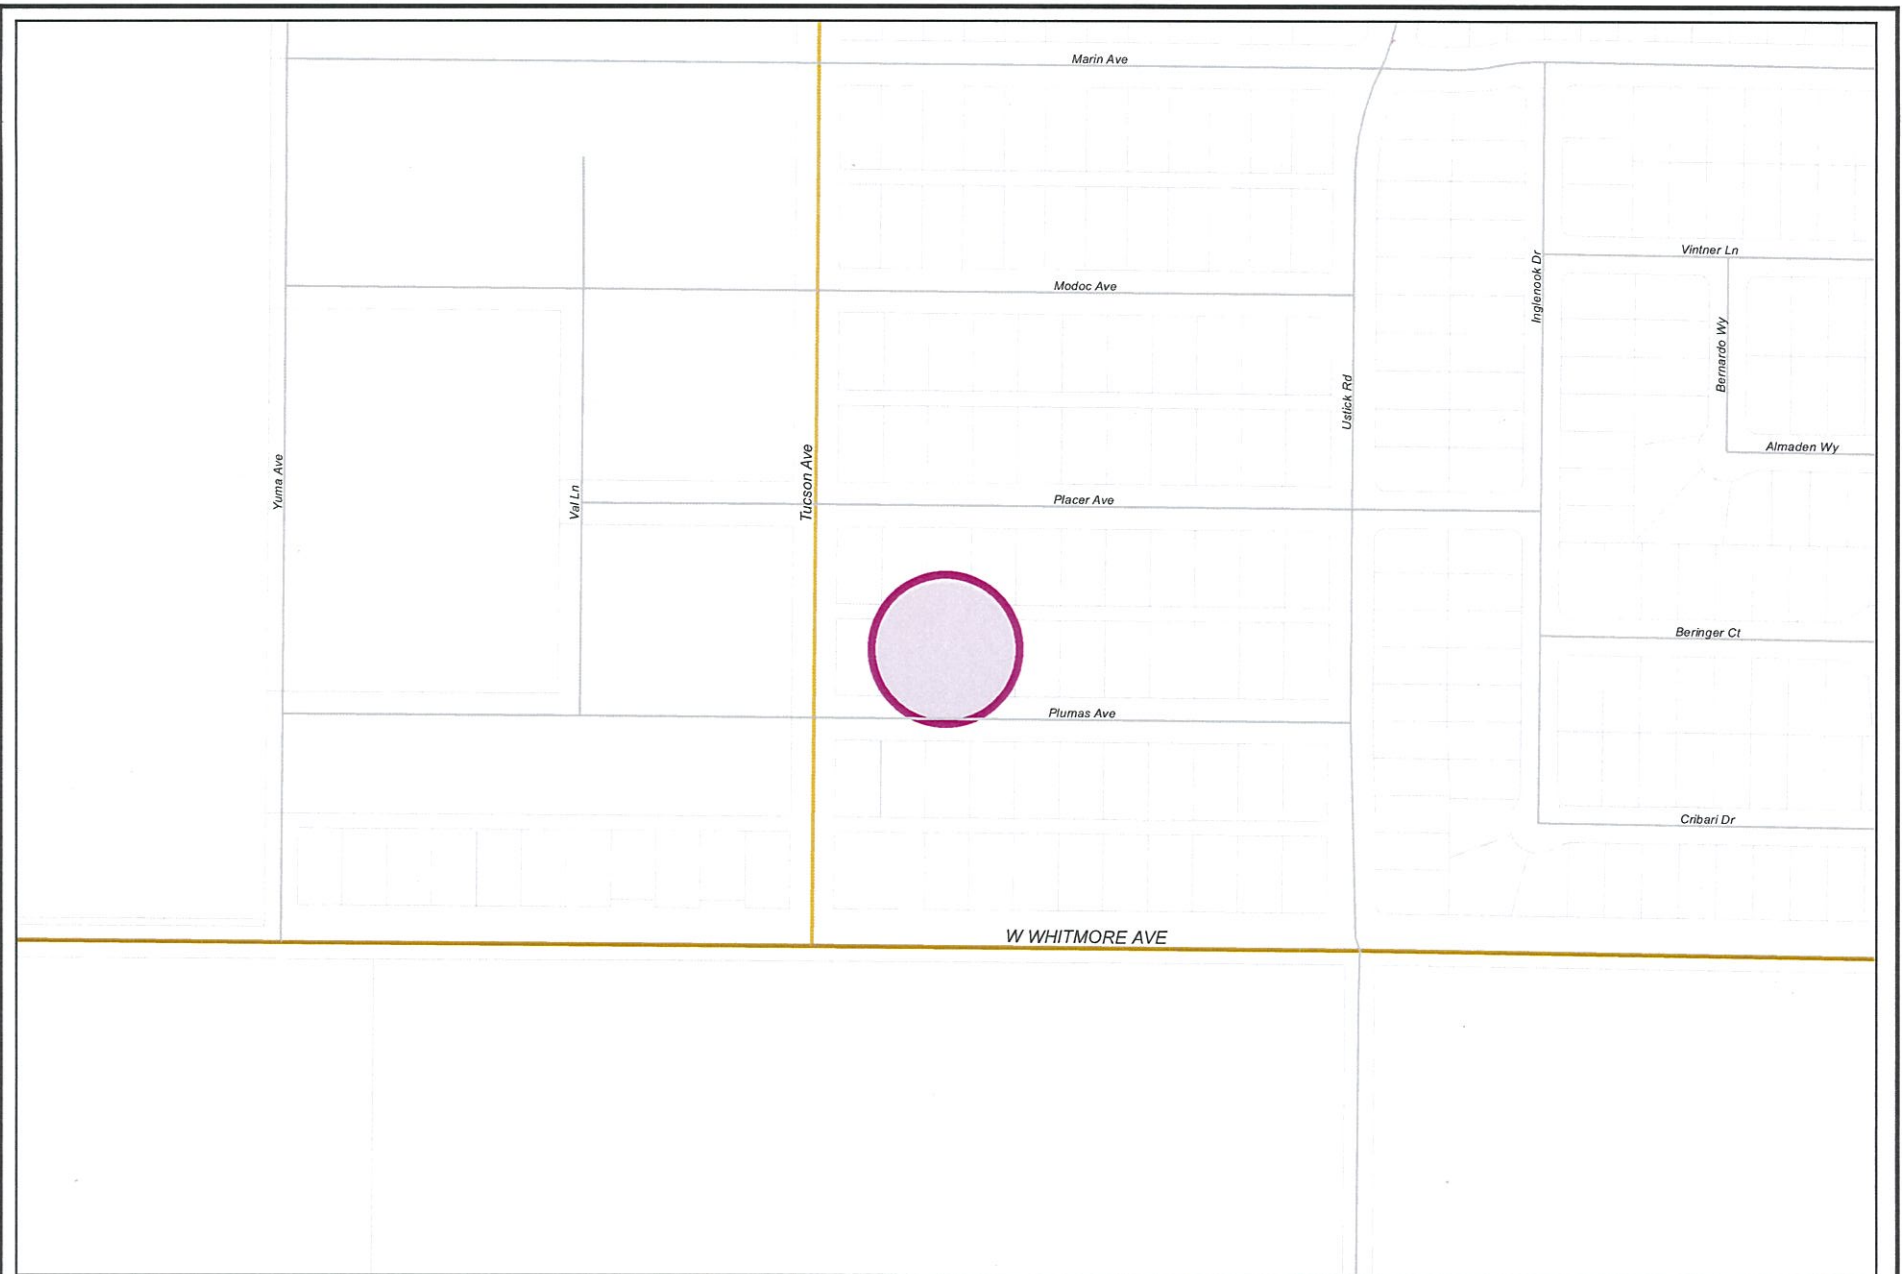 Marin Ave
Vintner Ln
Inglenook Dr
Modoc Ave
Bernardo Wy
Ustick Rd
Almaden Wy
Yuma Ave
Val Ln
Tucson Ave
Placer Ave
Beringer Ct
Plumas Ave
Cribari Dr
W WHITMORE AVE